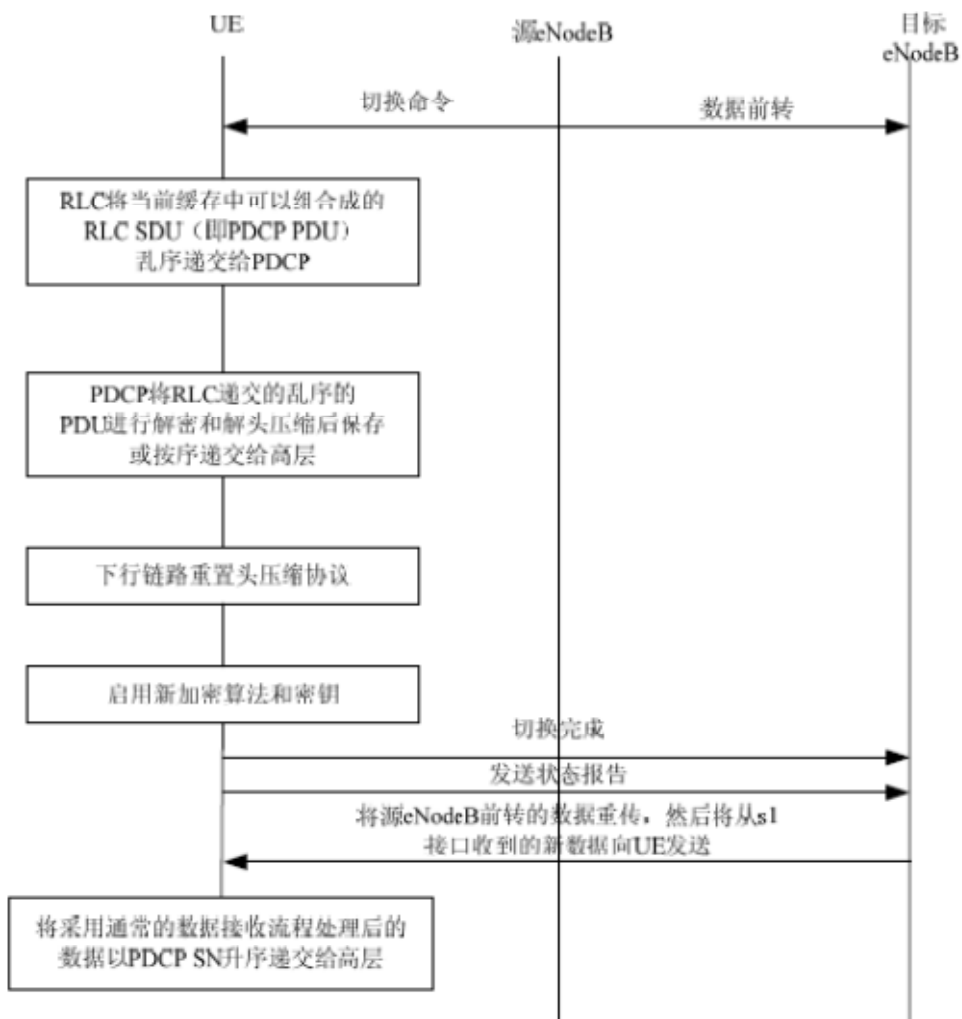 UE
源eNodeB
目标
eNodeB
切换命令
数据前转
RLC将当前缓存中可以组合成的
RLC SDU（即PDCP PDU）
乱序递交给PDCP
PDCP将RLC递交的乱序的
PDU进行解密和解头压缩后保存
或按序递交给高层
下行链路重置头压缩协议
启用新加密算法和密钥
切换完成
发送状态报告
将源eNodeB前转的数据重传，然后将从s1
接口收到的新数据向UE发送
将采用通常的数据接收流程处理后的
数据以PDCP SN升序递交给高层